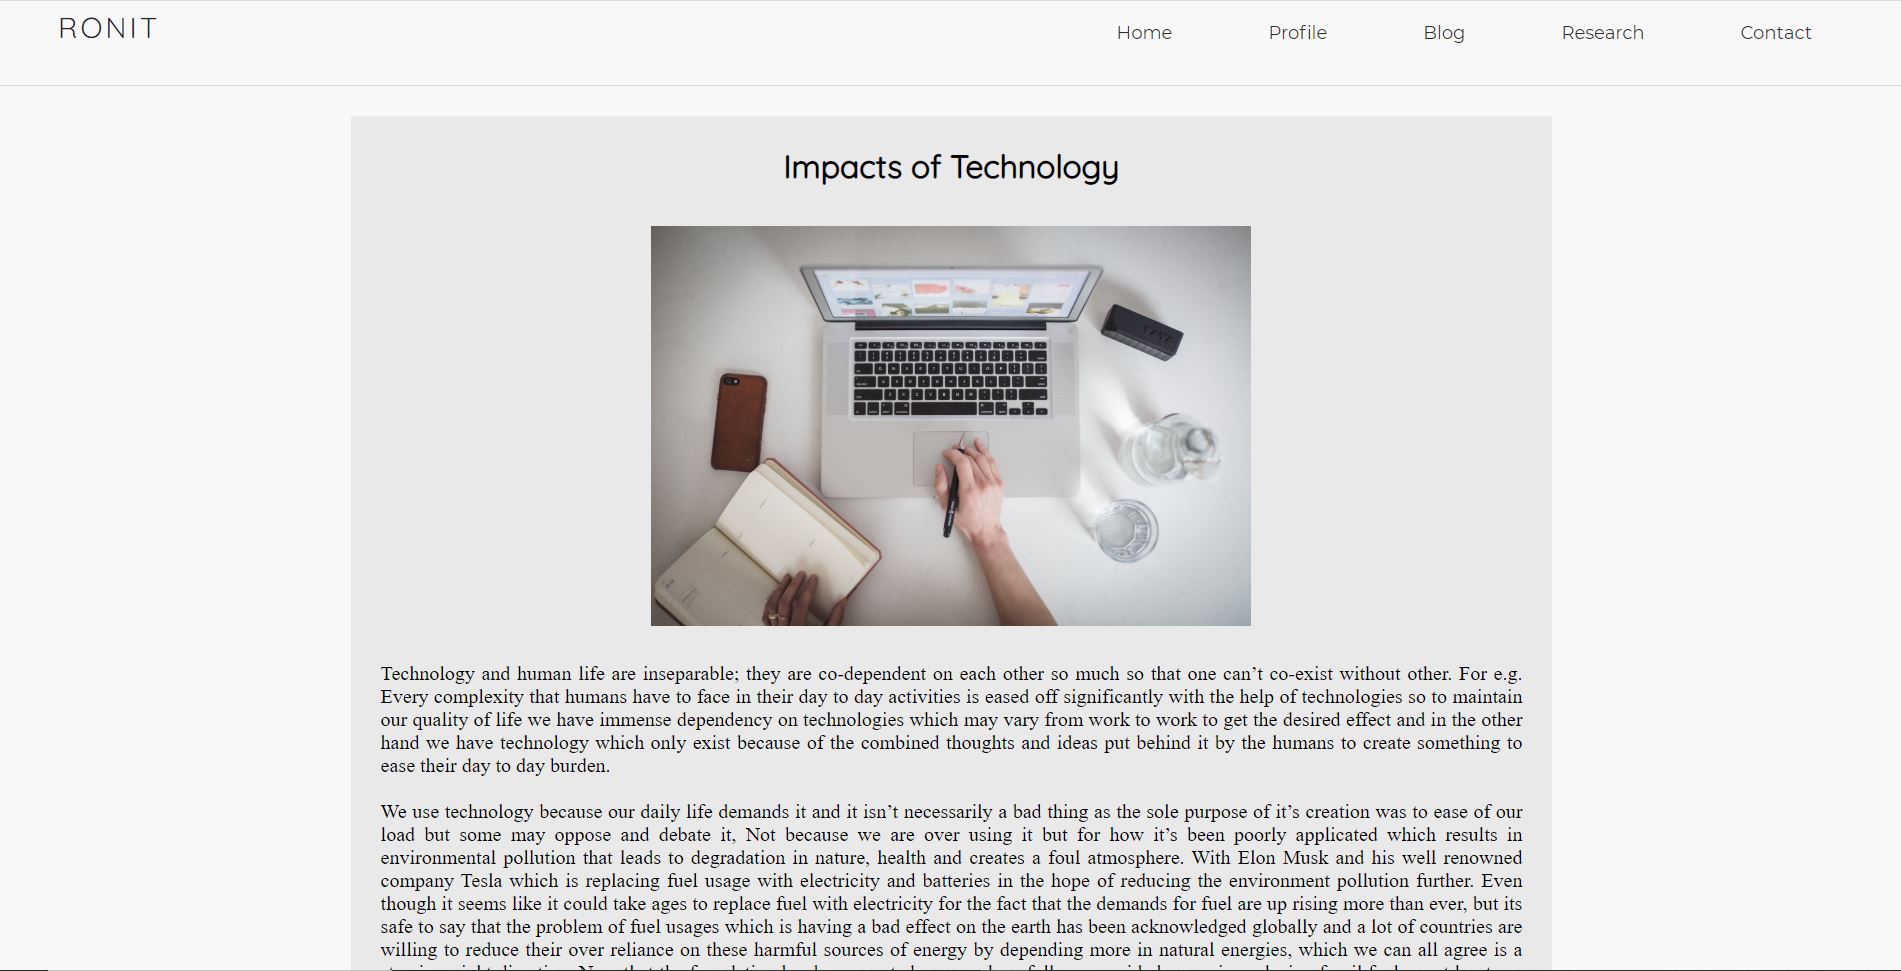 RONIT
Home Profile Blog Research Contact
Impacts of Technology
Technology and human life are inseparable; they are co-dependent on each other so much so that one can’t co-exist without other. For e.g.
Every complexity that humans have to face in their day to day activities is eased off significantly with the help of technologies so to maintain
our quality of life we have immense dependency on technologies which may vary from work to work to get the desired effect and in the other
hand we have technology which only exist because of the combined thoughts and ideas put behind it by the humans to create something to
ease their day to day burden.
We use technology because our daily life demands it and it isn’t necessarily a bad thing as the sole purpose of it’s creation was to ease of our
load but some may oppose and debate it, Not because we are over using it but for how it’s been poorly applicated which results in
environmental pollution that leads to degradation in nature, health and creates a foul atmosphere. With Elon Musk and his well renowned
company Tesla which is replacing fuel usage with electricity and batteries in the hope of reducing the environment pollution further. Even
though it seems like it could take ages to replace fuel with electricity for the fact that the demands for fuel are up rising more than ever, but its
safe to say that the problem of fuel usages which is having a bad effect on the earth has been acknowledged globally and a lot of countries are
willing to reduce their over reliance on these harmful sources of energy by depending more in natural energies, which we can all agree is a